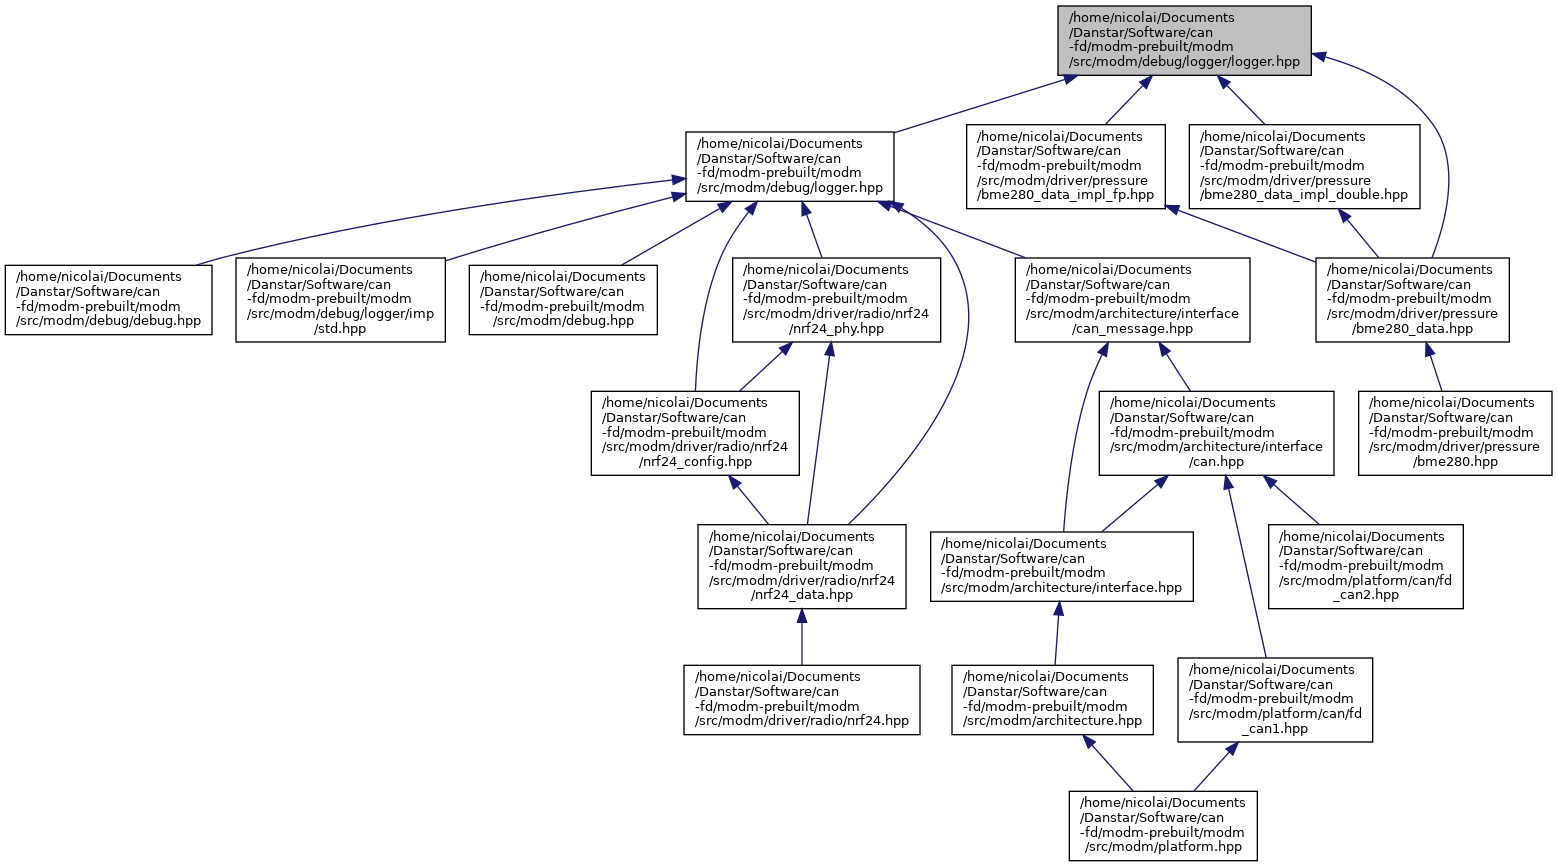 /home/nicolai/Documents
/Danstar/Software/can
-fd/modm-prebuilt/modm
/src/modm/debug/logger/logger.hpp
/home/nicolai/Documents
/Danstar/Software/can
-fd/modm-prebuilt/modm
/src/modm/debug/logger.hpp
/home/nicolai/Documents
/Danstar/Software/can
-fd/modm-prebuilt/modm
/src/modm/driver/pressure
/bme280_data_impl_fp.hpp
/home/nicolai/Documents
/Danstar/Software/can
-fd/modm-prebuilt/modm
/src/modm/driver/pressure
/bme280_data_impl_double.hpp
/home/nicolai/Documents
/Danstar/Software/can
-fd/modm-prebuilt/modm
/src/modm/debug/debug.hpp
/home/nicolai/Documents
/Danstar/Software/can
-fd/modm-prebuilt/modm
/src/modm/debug/logger/imp
/std.hpp
/home/nicolai/Documents
/Danstar/Software/can
-fd/modm-prebuilt/modm
/src/modm/debug.hpp
/home/nicolai/Documents
/Danstar/Software/can
-fd/modm-prebuilt/modm
/src/modm/driver/radio/nrf24
/nrf24_phy.hpp
/home/nicolai/Documents
/Danstar/Software/can
-fd/modm-prebuilt/modm
/src/modm/architecture/interface
/can_message.hpp
/home/nicolai/Documents
/Danstar/Software/can
-fd/modm-prebuilt/modm
/src/modm/driver/pressure
/bme280_data.hpp
/home/nicolai/Documents
/Danstar/Software/can
-fd/modm-prebuilt/modm
/src/modm/driver/radio/nrf24
/nrf24_config.hpp
/home/nicolai/Documents
/Danstar/Software/can
-fd/modm-prebuilt/modm
/src/modm/architecture/interface
/can.hpp
/home/nicolai/Documents
/Danstar/Software/can
-fd/modm-prebuilt/modm
/src/modm/driver/pressure
/bme280.hpp
/home/nicolai/Documents
/Danstar/Software/can
-fd/modm-prebuilt/modm
/src/modm/driver/radio/nrf24
/nrf24_data.hpp
/home/nicolai/Documents
/Danstar/Software/can
-fd/modm-prebuilt/modm
/src/modm/architecture/interface.hpp
/home/nicolai/Documents
/Danstar/Software/can
-fd/modm-prebuilt/modm
/src/modm/platform/can/fd
_can2.hpp
/home/nicolai/Documents
/Danstar/Software/can
-fd/modm-prebuilt/modm
/src/modm/driver/radio/nrf24.hpp
/home/nicolai/Documents
/Danstar/Software/can
-fd/modm-prebuilt/modm
/src/modm/architecture.hpp
/home/nicolai/Documents
/Danstar/Software/can
-fd/modm-prebuilt/modm
/src/modm/platform/can/fd
_can1.hpp
/home/nicolai/Documents
/Danstar/Software/can
-fd/modm-prebuilt/modm
/src/modm/platform.hpp